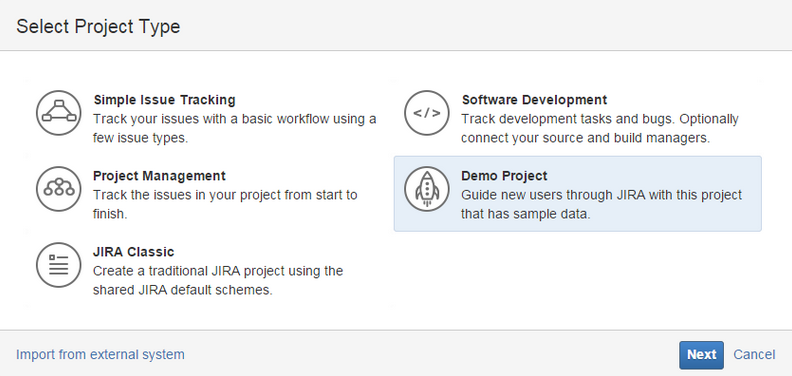 Select Project Type
Simple Issue Tracking
Track your issues with a basic workflow using a
few issue types.
Software Development
Track development tasks and bugs. Optionally
connect your source and build managers.
Project Management
Track the issues in your project from start to
finish.
Demo Project
Guide new users through JIRA with this project
that has sample data.
JIRA Classic
Create a traditional JIRA project using the
shared JIRA default schemes.
Import from external system
Next
Cancel